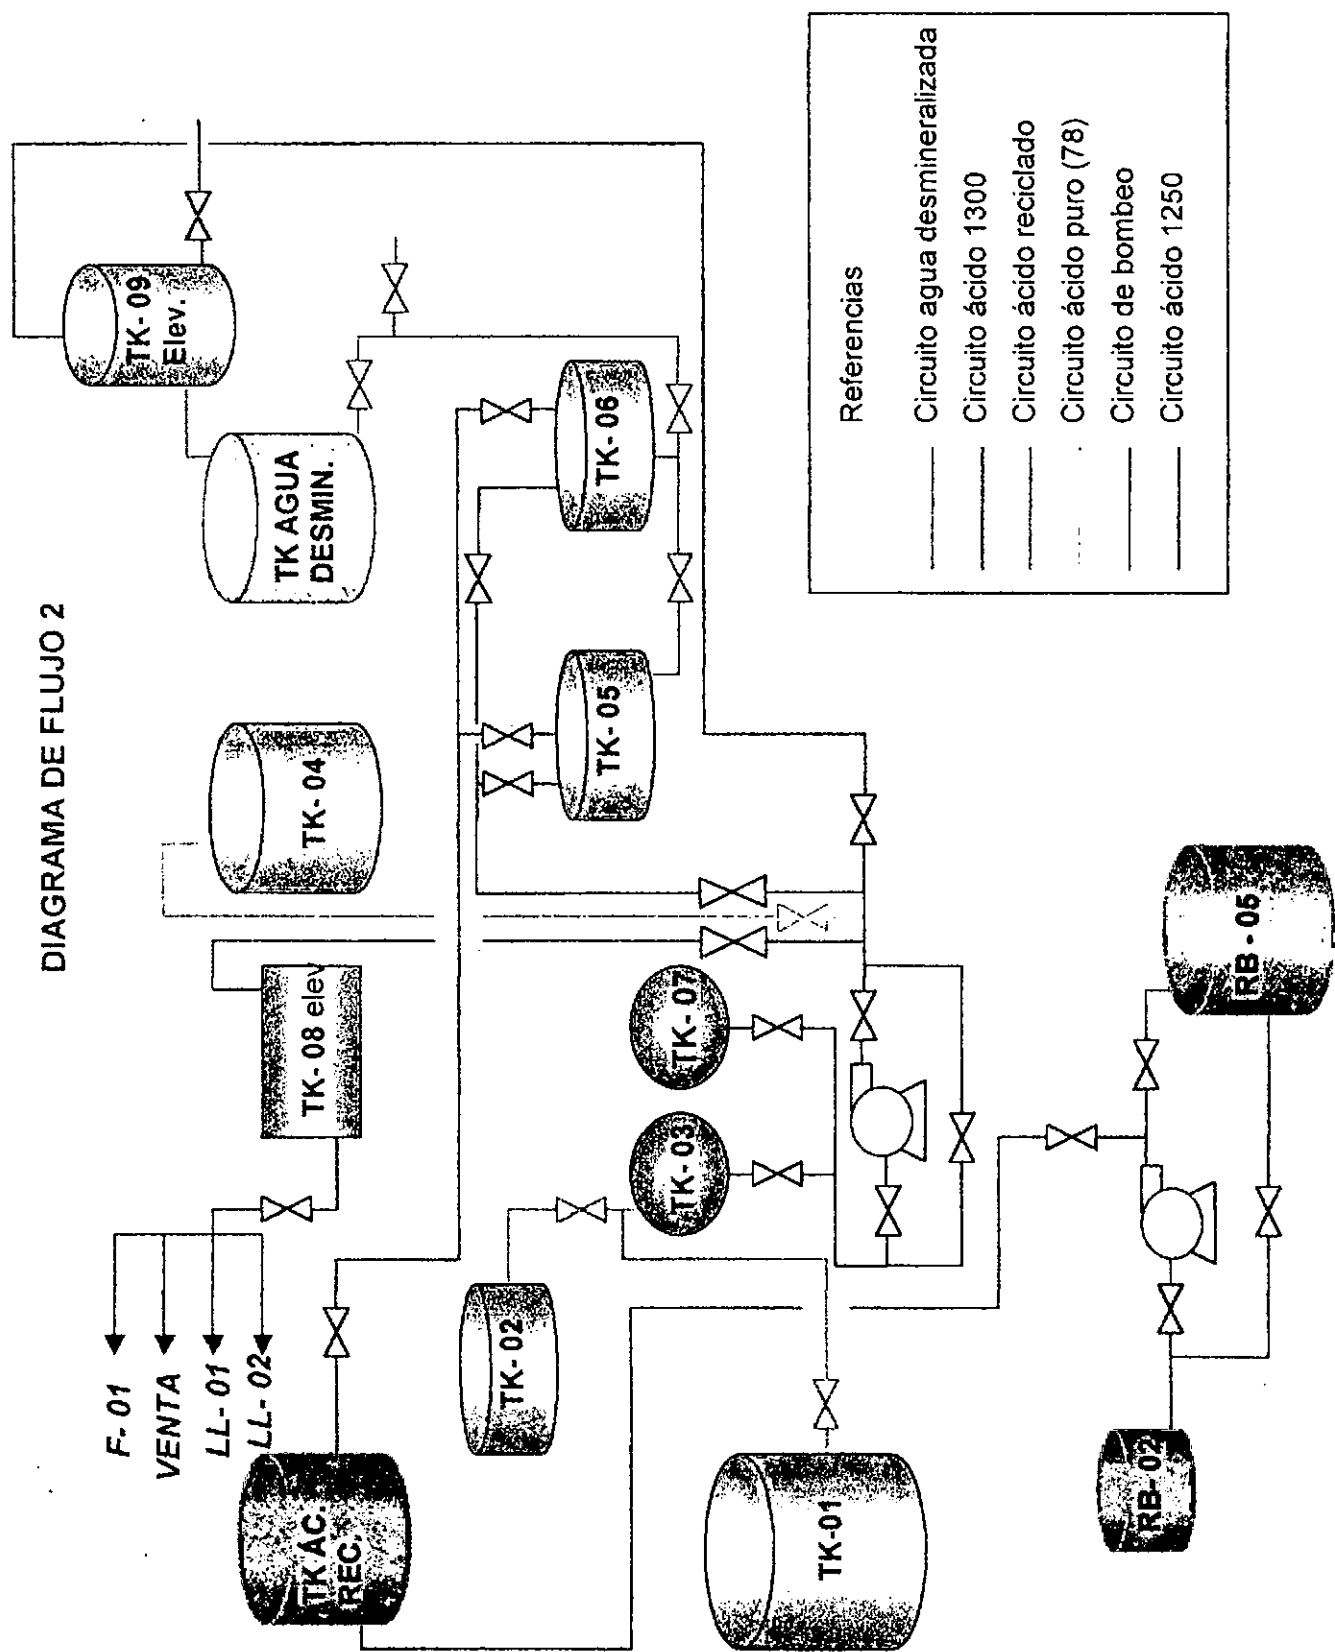 DIAGRAMA DE FLUJO 2
F- 01
VENTA
LL- 01
LL- 02
TK ÁC.
REC.
TK- 08 elev
TK- 04
TK AGUA
DESMIN.
TK- 09
Elev.
TK- 02
TK- 05
TK- 06
TK- 03
TK- 07
TK-01
RB- 02
RB - 05
Referencias
Circuito agua desmineralizada
Circuito ácido 1300
Circuito ácido reciclado
Circuito ácido puro (78)
Circuito de bombeo
Circuito ácido 1250